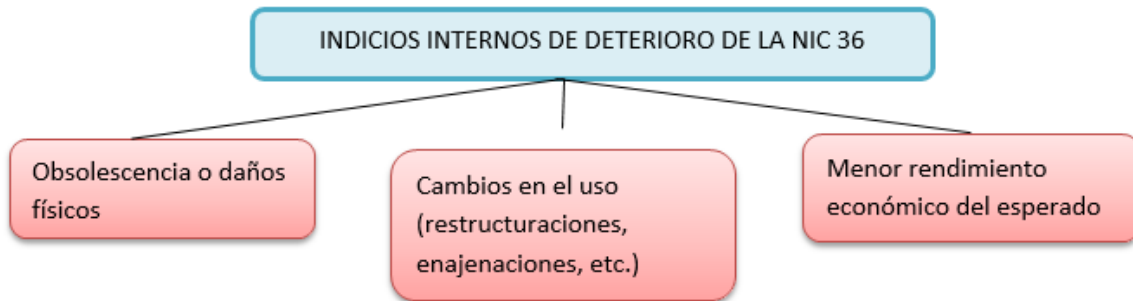 INDICIOS INTERNOS DE DETERIORO DE LA NIC 36
Obsolescencia o daños
físicos
Cambios en el uso
(restructuraciones,
enajenaciones, etc.)
Menor rendimiento
económico del esperado